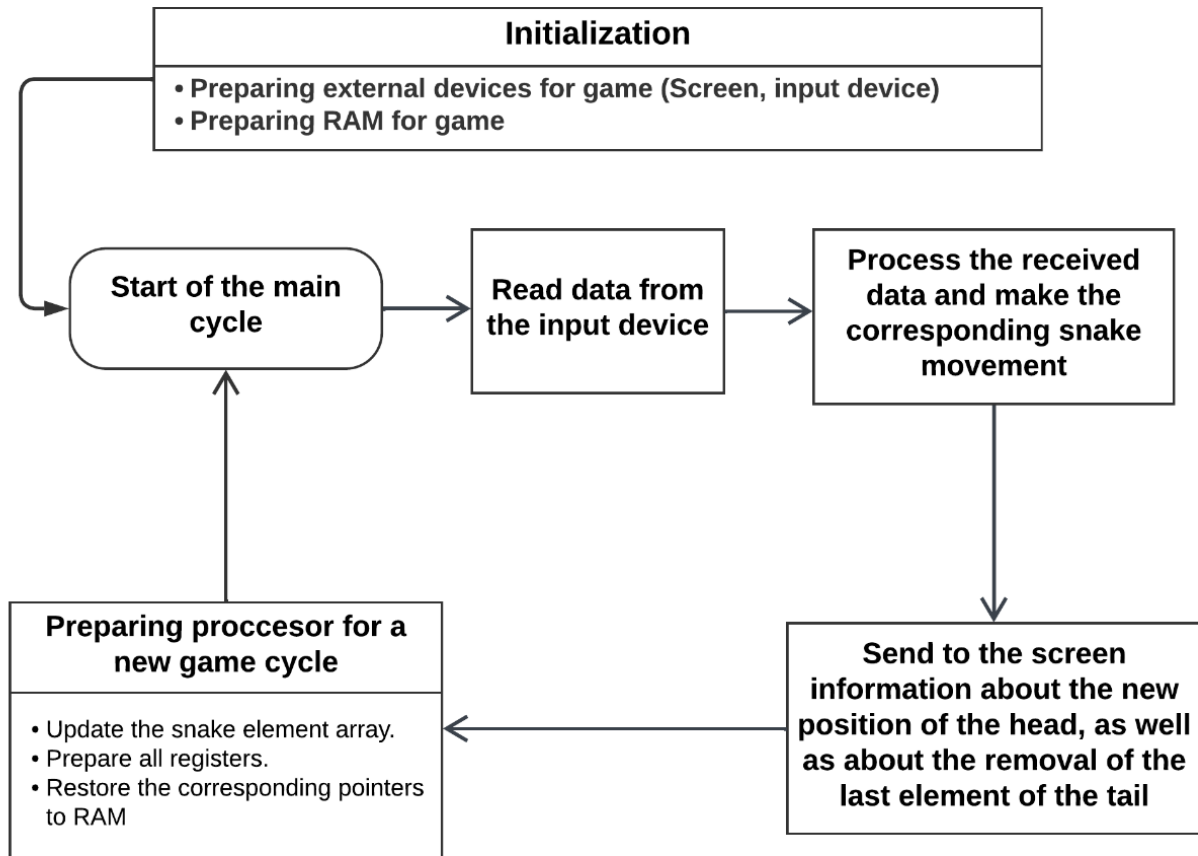 Initialization
• Preparing external devices for game (Screen, input device)
• Preparing RAM for game
Start of the main
cycle
Read data from
the input device
Process the received
data and make the
corresponding snake
movement
Send to the screen
information about the new
position of the head, as well
as about the removal of the
last element of the tail
Preparing proccesor for a
new game cycle
• Update the snake element array.
• Prepare all registers.
• Restore the corresponding pointers
to RAM